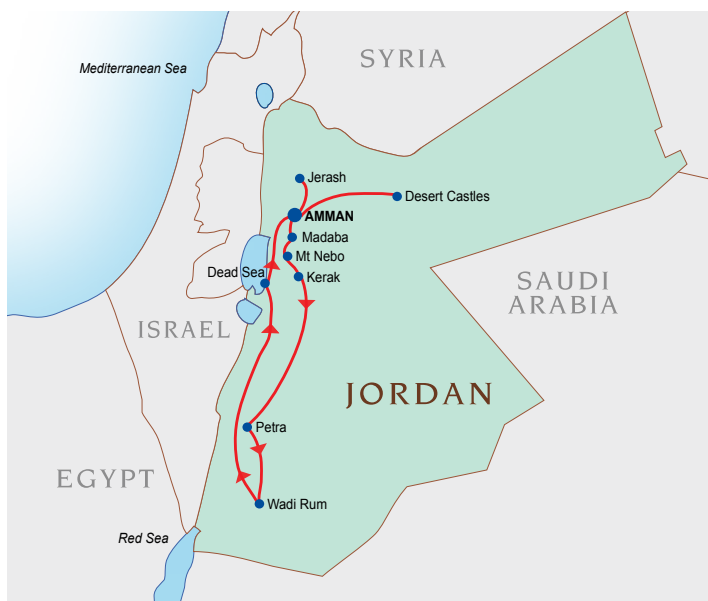 SYRIA
Mediterranean Sea
Jerash
Desert Castles
AMMAN
Madaba
Mt Nebo
Dead Sea
Kerak
SAUDI
ARABIA
ISRAEL
JORDAN
Petra
EGYPT
Wadi Rum
Red Sea